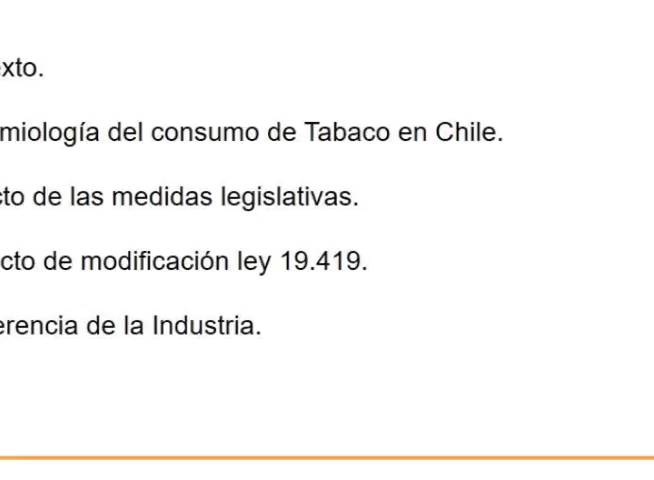 xto.
miología del consumo de Tabaco en Chile.
cto de las medidas legislativas.
cto de modificación ley 19.419.
erencia de la Industria.